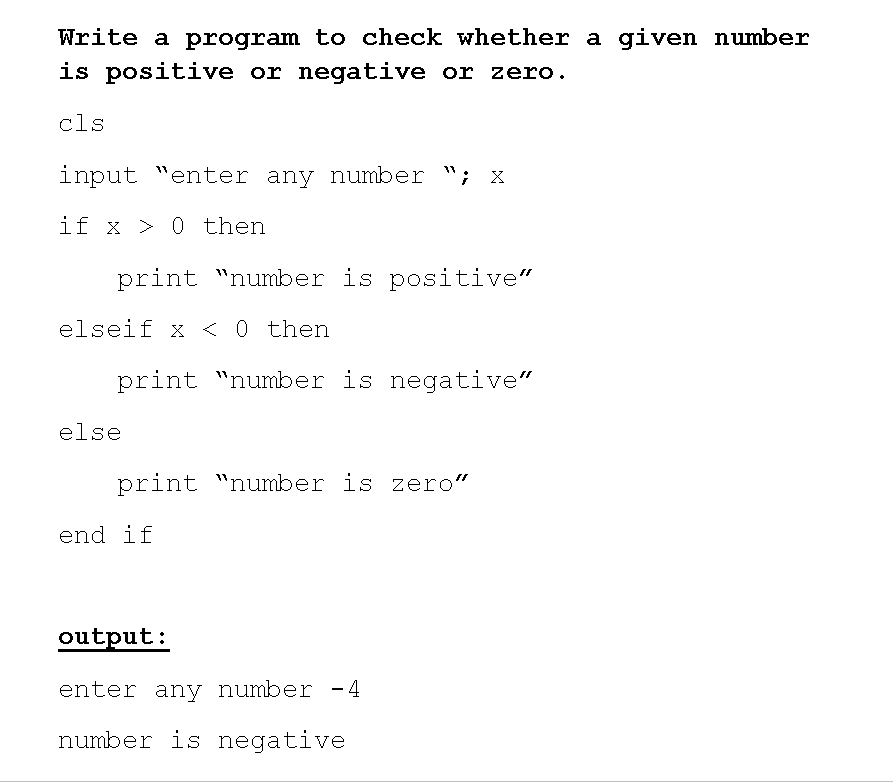 Write a program to check whether a given number
is positive or negative or zero.
cls
input “enter any number “; x
if x > 0 then
print “number is positive”
elseif x < 0 then
print “number is negative”
else
print “number is zero”
end if
output:
enter any number -4
number is negative